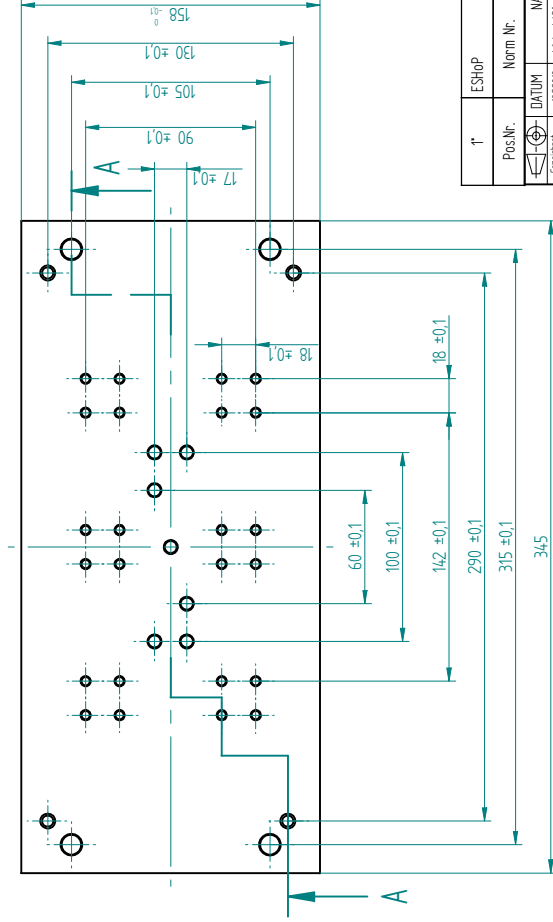 158 0 -0,1
130 ±0,1
105 ±0,1
90 ±0,1
17 ±0,1
A
18 ±0,1
18 ±0,1
60 ±0,1
100 ±0,1
142 ±0,1
290 ±0,1
315 ±0,1
345
A
1"
ESHOP
Pos.Nr.
Norm Nr.
DATUM
NA